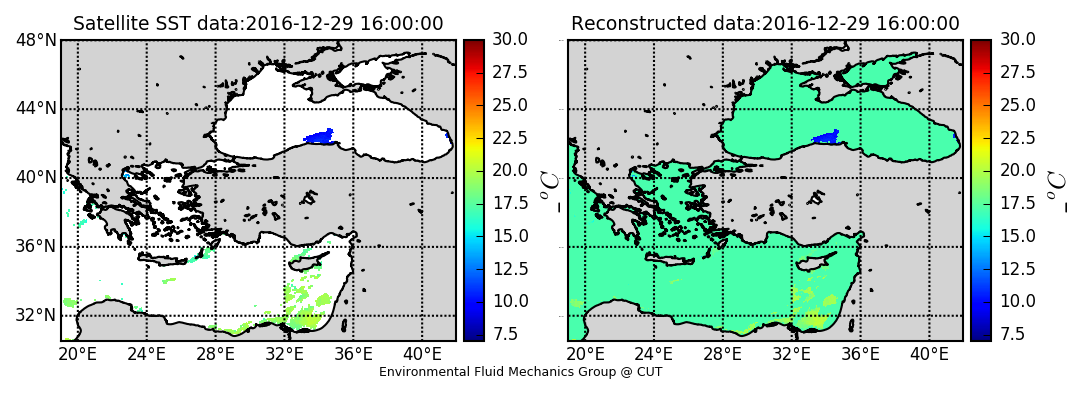 Satellite SST data:2016-12-29 16:00:00
48°N
44°N
40°N
36°N
32°N
20°E 24°E 28°E 32°E 36°E 40°E
30.0
27.5
25.0
22.5
20.0
17.5
15.0
12.5
10.0
7.5
_ °C
Reconstructed data:2016-12-29 16:00:00
20°E 24°E 28°E 32°E 36°E 40°E
30.0
27.5
25.0
22.5
20.0
17.5
15.0
12.5
10.0
7.5
_ °C
Environmental Fluid Mechanics Group @ CUT